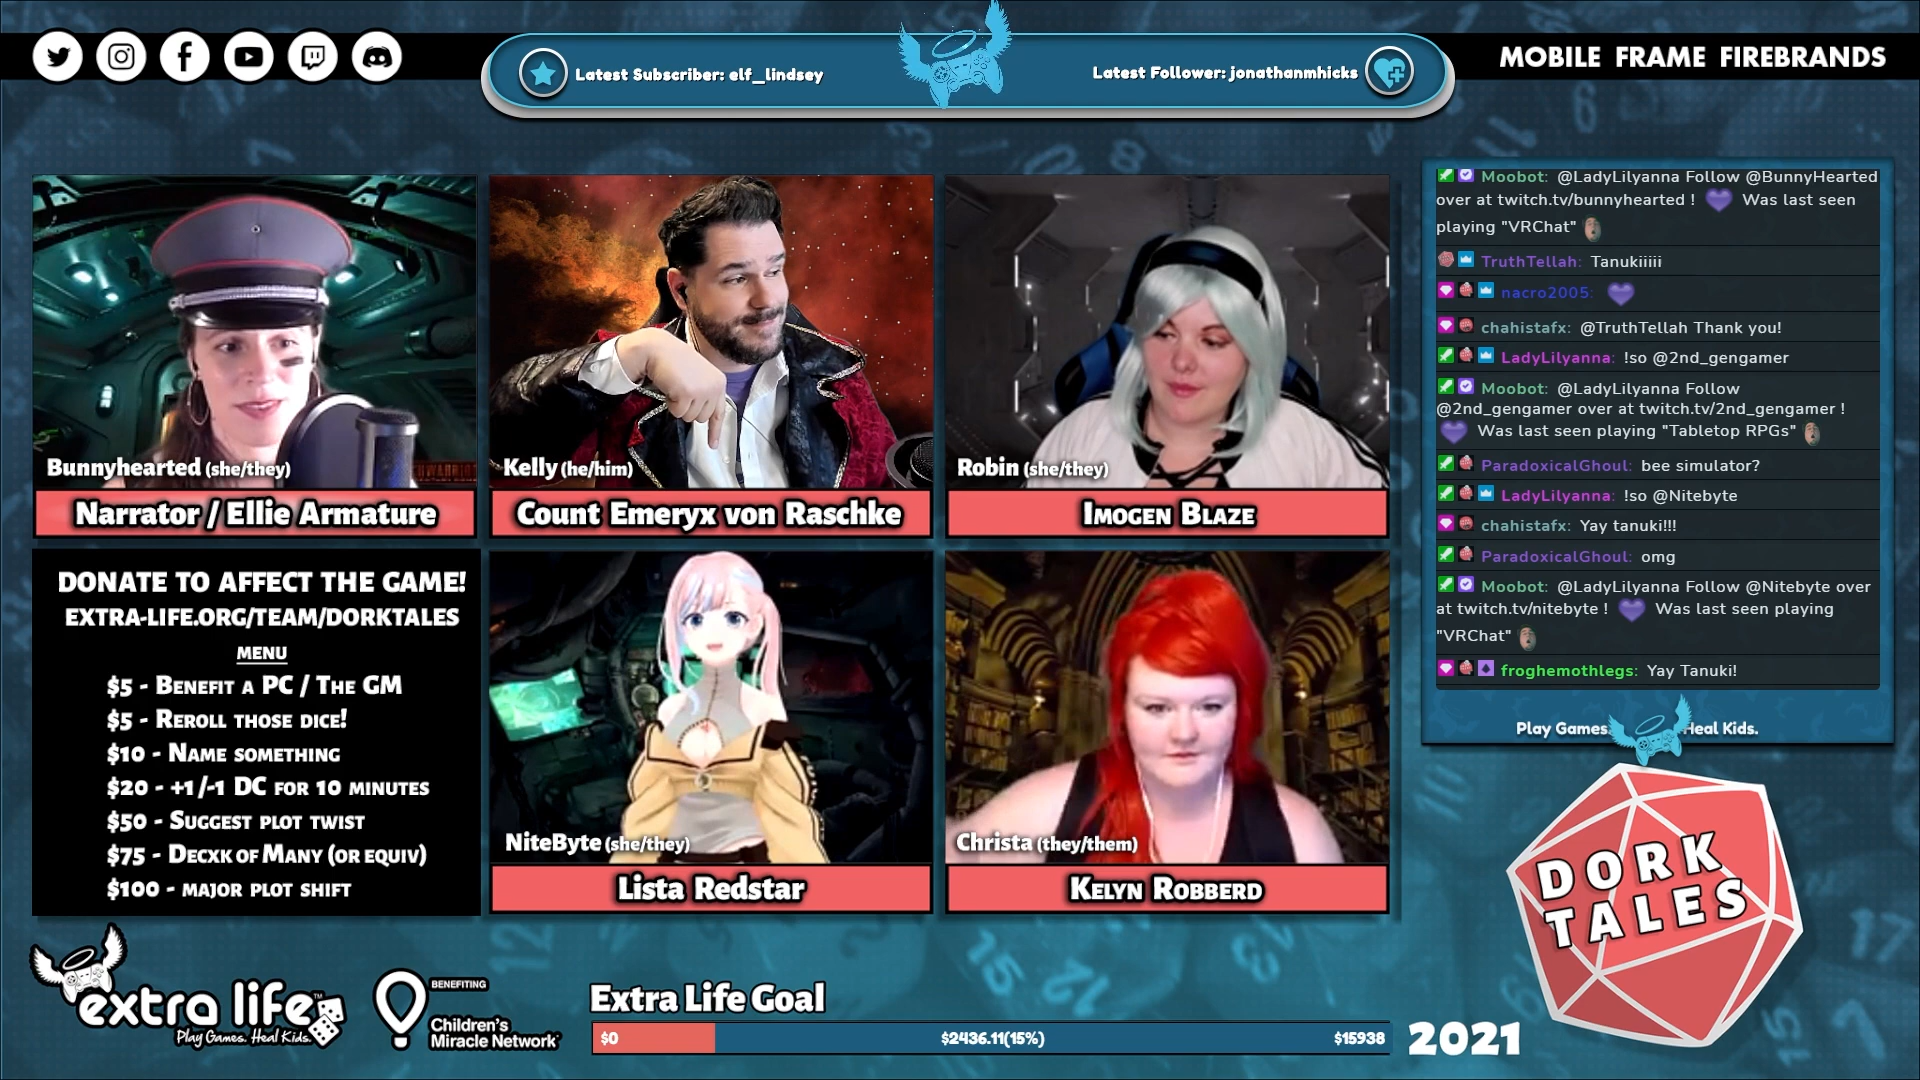 Latest Subscriber: elf_lindsey
Latest Follower: jonathanmhicks
MOBILE FRAME FIREBRANDS
Bunnyhearted (she/they)
Narrator / Ellie Armature
Kelly (he/him)
Count Emeryx von Raschke
Robin (she/they)
Imogen Blaze
DONATE TO AFFECT THE GAME!
EXTRA-LIFE.ORG/TEAM/DORKTALES
MENU
$5 - Benefit a PC / The GM
$5 - Reroll those dice!
$10 - Name something
$20 - +1/-1 DC for 10 minutes
$50 - Suggest plot twist
$75 - Decxk of Many (or equiv)
$100 - major plot shift
NiteByte (she/they)
Lista Redstar
Christa (they/them)
Kelyn Robberd
Moobot: @LadyLilyanna Follow @BunnyHearted
over at twitch.tv/bunnyhearted ! Was last seen
playing "VRChat"
TruthTellah: Tanukiiiii
nacro2005:
chahistafx: @TruthTellah Thank you!
LadyLilyanna: !so @2nd_gengamer
Moobot: @LadyLilyanna Follow
@2nd_gengamer over at twitch.tv/2nd_gengamer !
Was last seen playing "Tabletop RPGs"
ParadoxicalGhoul: bee simulator?
LadyLilyanna: !so @Nitebyte
chahistafx: Yay tanuki!!!
ParadoxicalGhoul: omg
Moobot: @LadyLilyanna Follow @Nitebyte over
at twitch.tv/nitebyte ! Was last seen playing
"VRChat"
froghemothlegs: Yay Tanuki!
Play Games. Heal Kids.
DORK
TALES
extra life
Play Games. Heal Kids.
BENEFITING
Children's
Miracle Network
Extra Life Goal
$0
$2436.11(15%)
$15938
2021